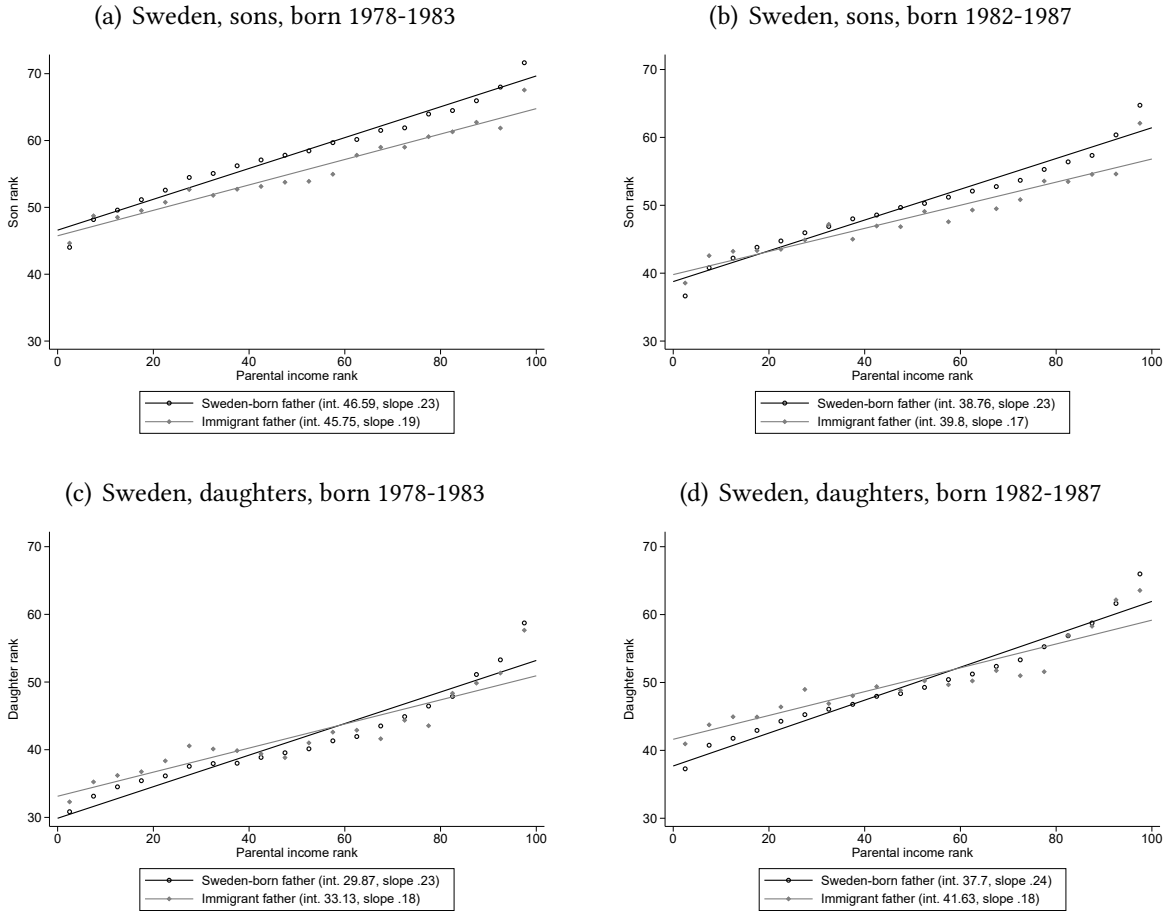 (a) Sweden, sons, born 1978-1983
70
60
50
40
30
Son rank
0 20 40 60 80 100
Parental income rank
Sweden-born father (int. 46.59, slope .23)
Immigrant father (int. 45.75, slope .19)
(b) Sweden, sons, born 1982-1987
70
60
50
40
30
Son rank
0 20 40 60 80 100
Parental income rank
Sweden-born father (int. 38.76, slope .23)
Immigrant father (int. 39.8, slope .17)
(c) Sweden, daughters, born 1978-1983
70
60
50
40
30
Daughter rank
0 20 40 60 80 100
Parental income rank
Sweden-born father (int. 29.87, slope .23)
Immigrant father (int. 33.13, slope .18)
(d) Sweden, daughters, born 1982-1987
70
60
50
40
30
Daughter rank
0 20 40 60 80 100
Parental income rank
Sweden-born father (int. 37.7, slope .24)
Immigrant father (int. 41.63, slope .18)